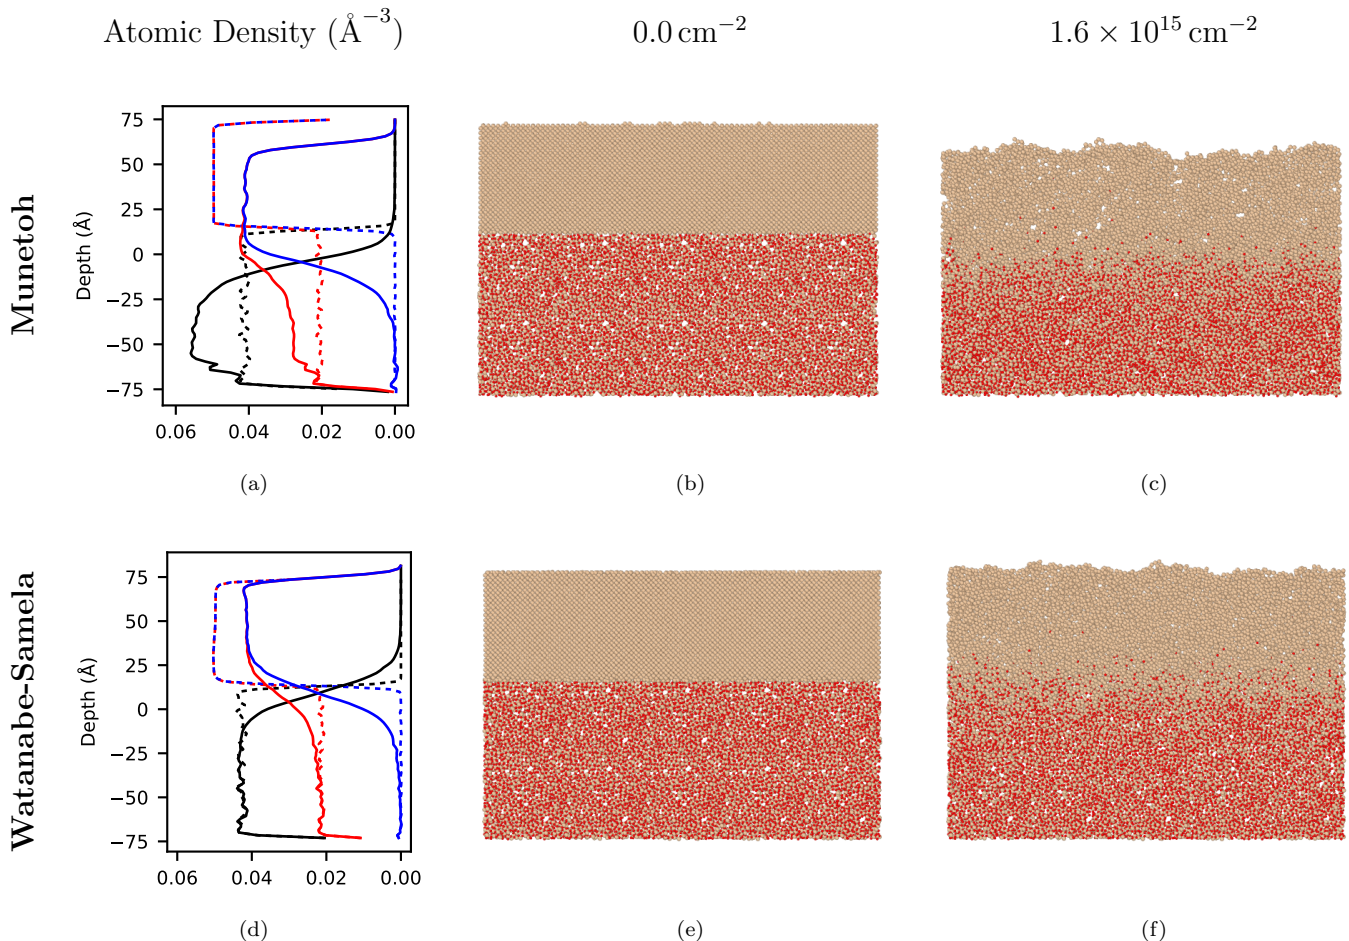 Atomic Density (Å⁻³)
0.0 cm⁻²
1.6 × 10¹⁵ cm⁻²
Munetoh
Depth (Å)
75
50
25
0
−25
−50
−75
0.06 0.04 0.02 0.00
(a)
(b)
(c)
Watanabe-Samela
Depth (Å)
75
50
25
0
−25
−50
−75
0.06 0.04 0.02 0.00
(d)
(e)
(f)